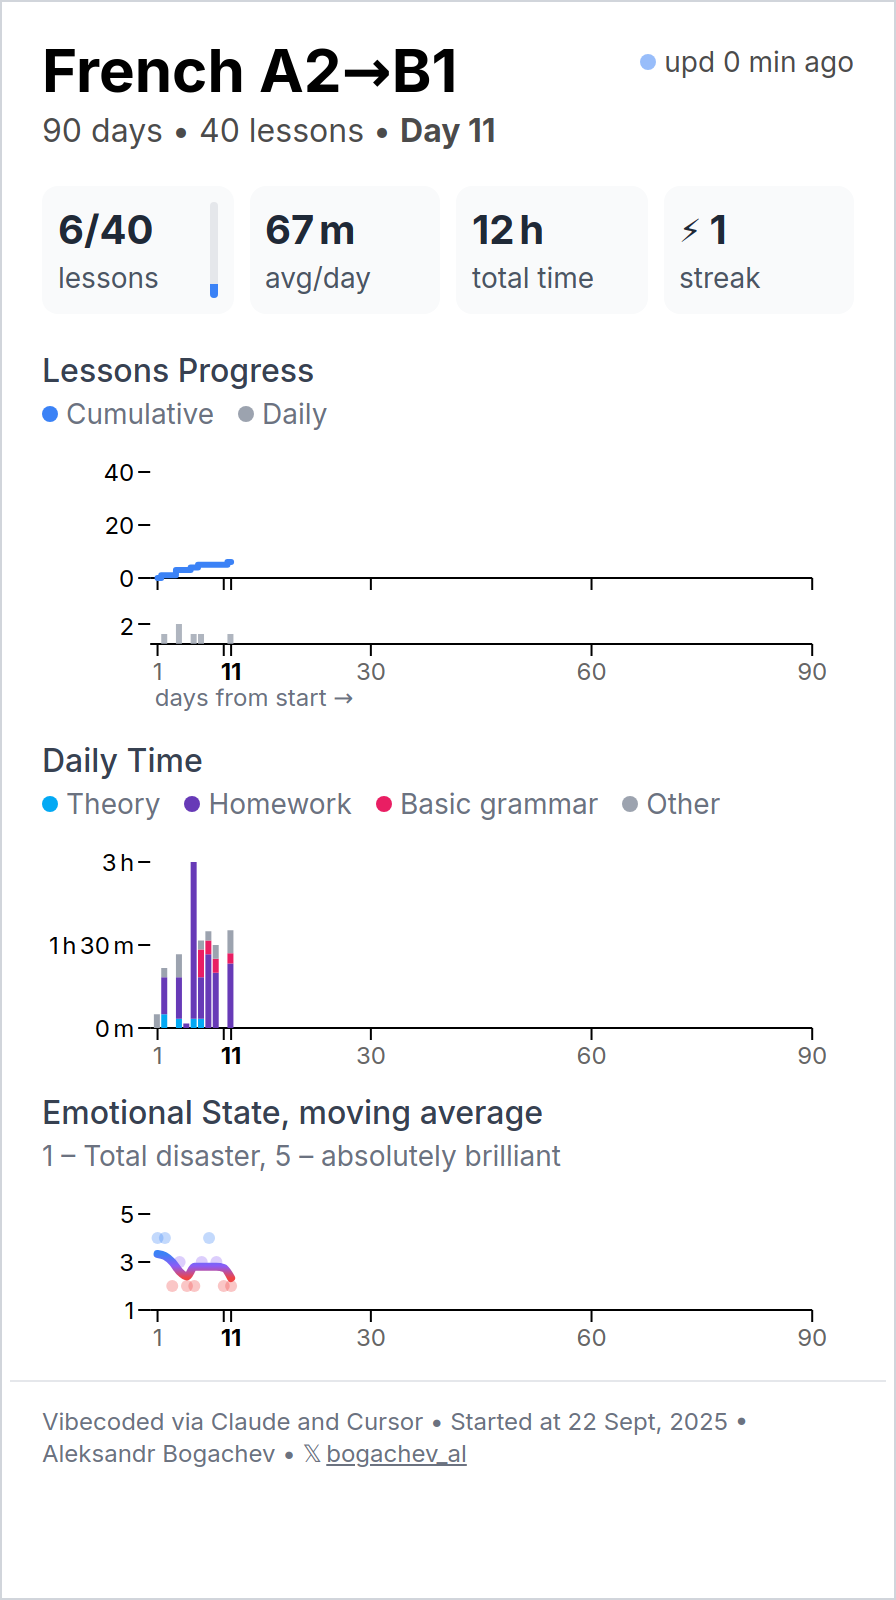 French A2→B1
upd 0 min ago
90 days • 40 lessons • Day 11
6/40
lessons
67 m
avg/day
12 h
total time
⚡ 1
streak
Lessons Progress
Cumulative Daily
40
20
0
2
1 11 30 60 90
days from start →
Daily Time
Theory Homework Basic grammar Other
3 h
1 h 30 m
0 m
1 11 30 60 90
Emotional State, moving average
1 – Total disaster, 5 – absolutely brilliant
5
3
1
1 11 30 60 90
Vibecoded via Claude and Cursor • Started at 22 Sept, 2025 •
Aleksandr Bogachev • 𝕏 bogachev_al